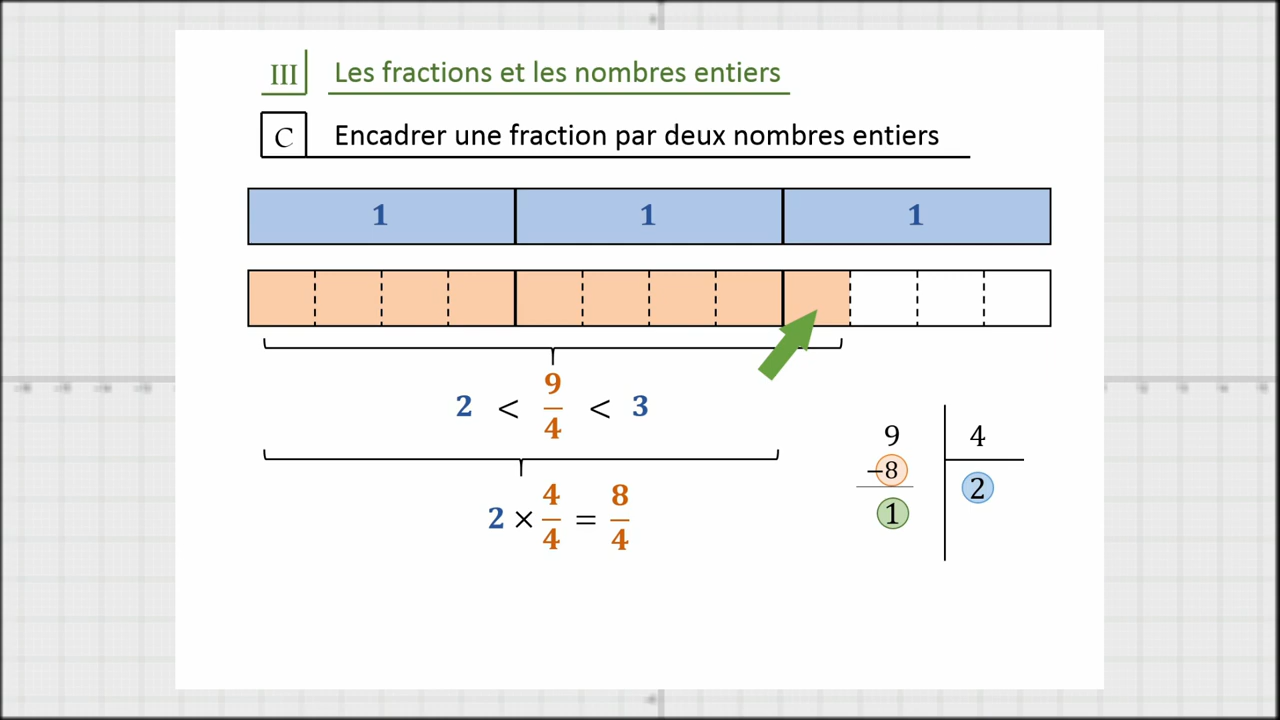 III Les fractions et les nombres entiers
C Encadrer une fraction par deux nombres entiers
1 1 1
2 < 9/4 < 3
2 × 4/4 = 8/4
9 4
−8 2
1